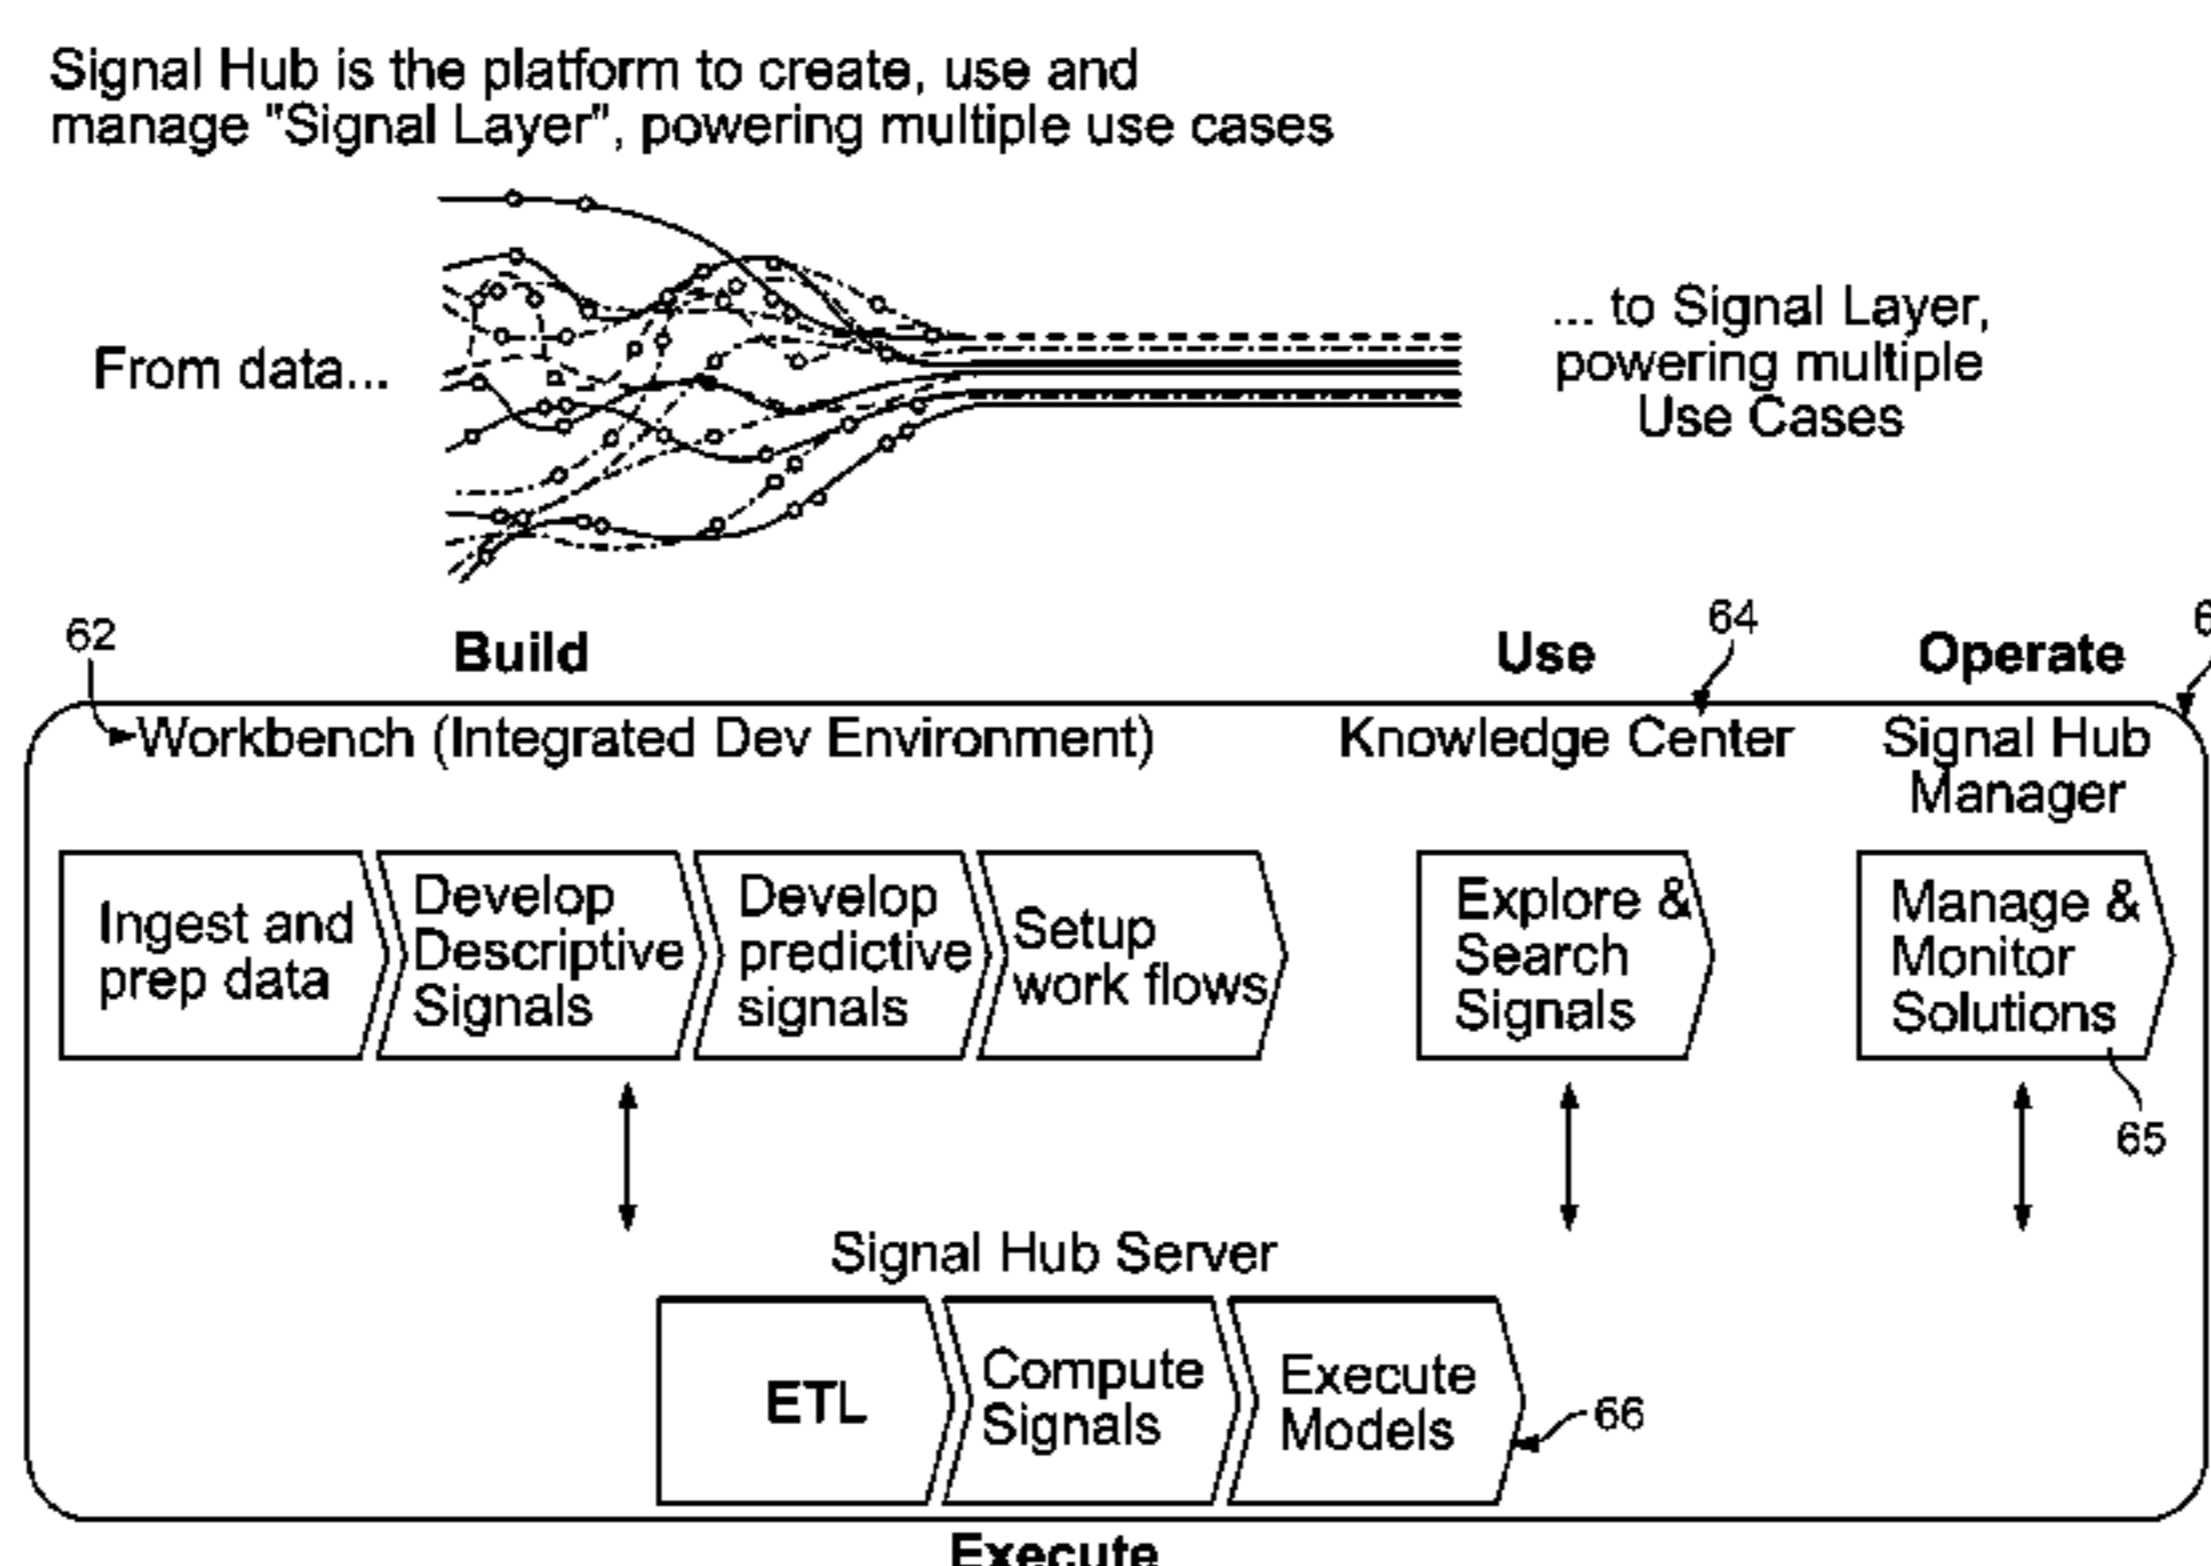 Signal Hub is the platform to create, use and
manage "Signal Layer", powering multiple use cases
From data...
... to Signal Layer,
powering multiple
Use Cases
62
Build
Use
64
Operate
Workbench (Integrated Dev Environment)
Knowledge Center
Signal Hub
Manager
Ingest and
prep data
Develop
Descriptive
Signals
Develop
predictive
signals
Setup
work flows
Explore &
Search
Signals
Manage &
Monitor
Solutions
65
Signal Hub Server
ETL
Compute
Signals
Execute
Models
66
Execute